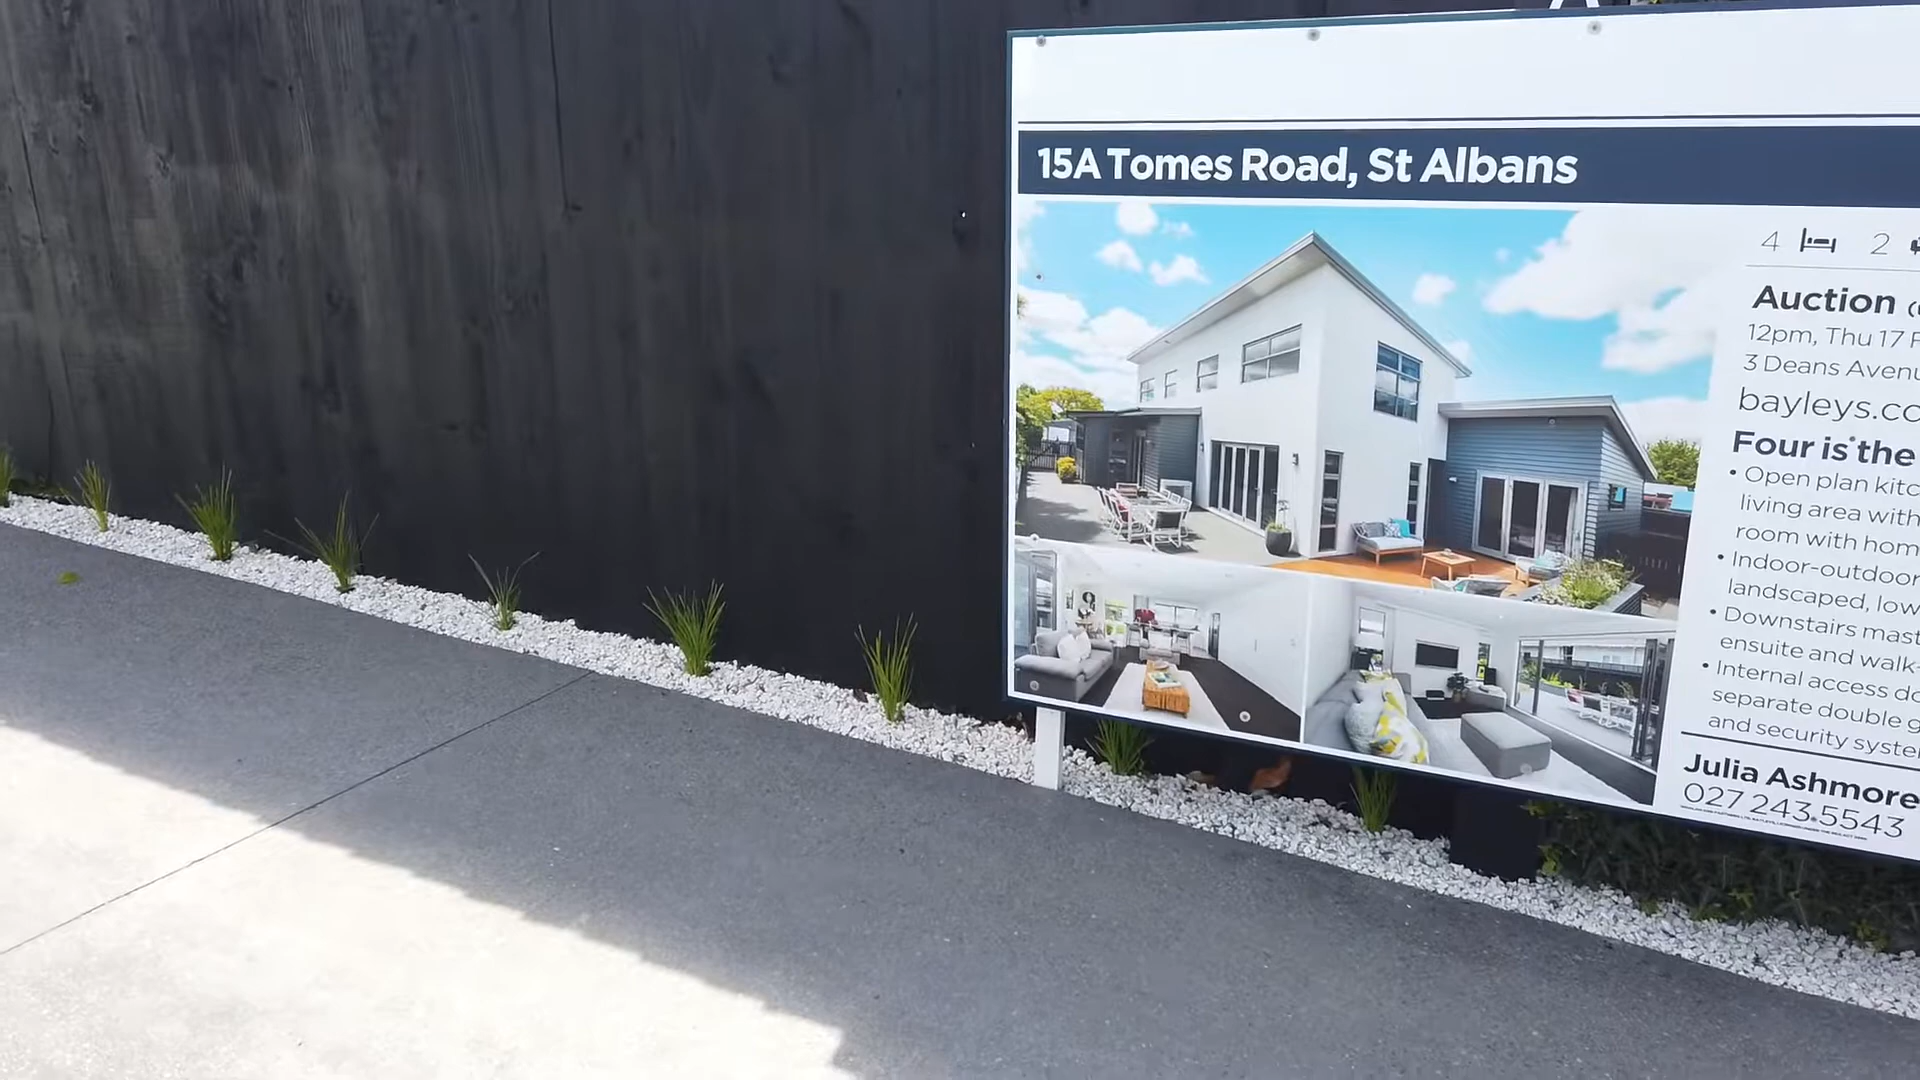 15A Tomes Road, St Albans
4 2
Auction
12pm, Thu 17
3 Deans Avenu
bayleys.co
Four is the
• Open plan kitc
living area with
room with hom
• Indoor-outdoor
landscaped, low
• Downstairs mast
ensuite and walk-
• Internal access do
separate double g
and security syste
Julia Ashmore
027 243 5543